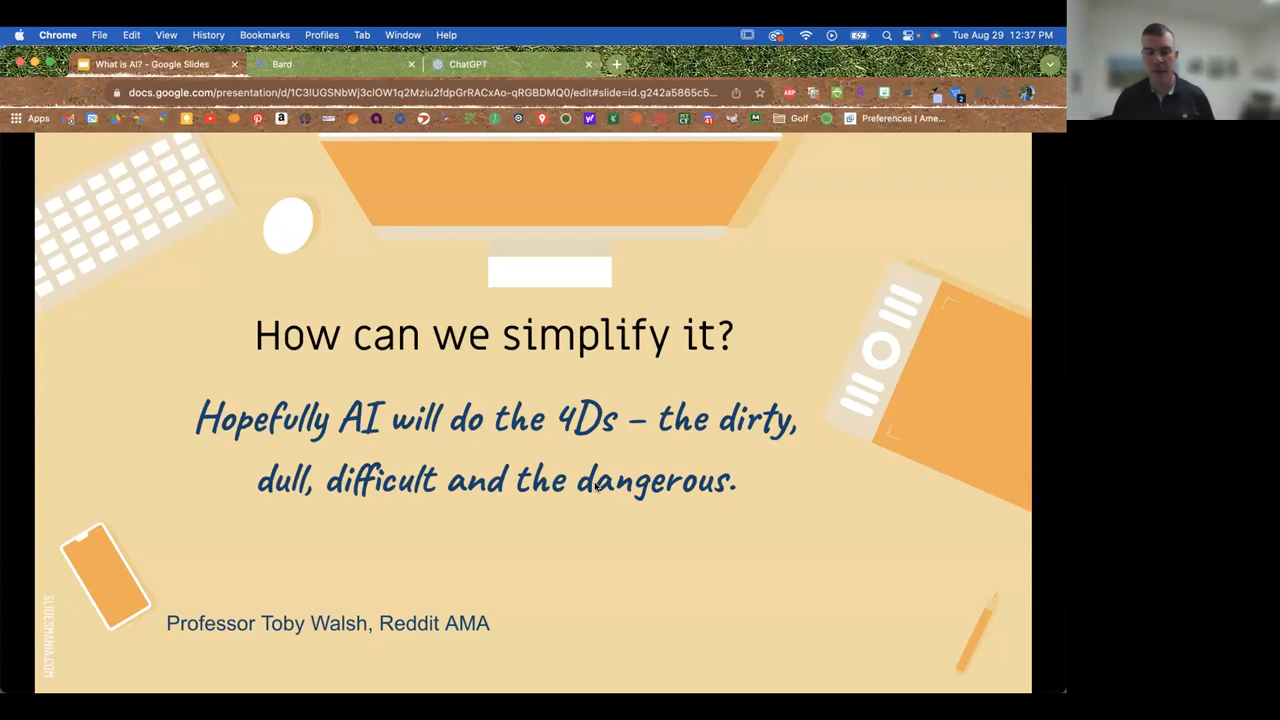 Chrome File Edit View History Bookmarks Profiles Tab Window Help Tue Aug 29 12:37 PM
What is AI? - Google Slides Bard ChatGPT
docs.google.com/presentation/d/1C3IUGSNbWj3clOW1q2Mziu2fdpGrRACxAo-qRGBDMQ0/edit#slide=id.g242a5865c5...
Apps Golf Preferences | Ame...
How can we simplify it?
Hopefully AI will do the 4Ds – the dirty,
dull, difficult and the dangerous.
Professor Toby Walsh, Reddit AMA
SLIDESMANIA.COM